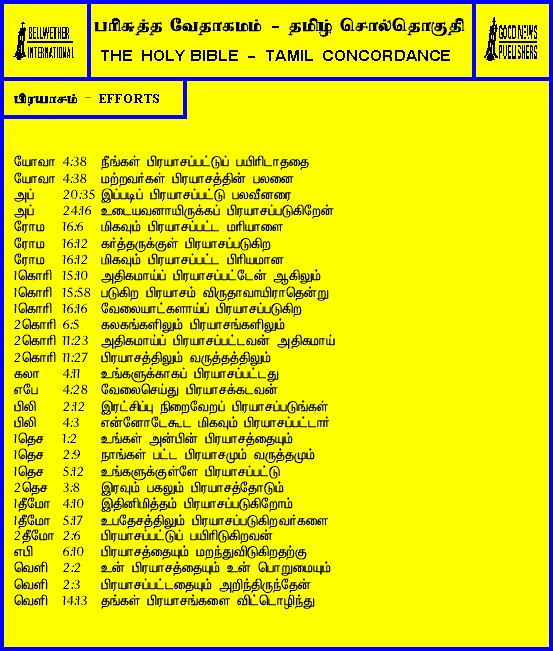 BELLWETHER
INTERNATIONAL
பரிசுத்த வேதாகமம் - தமிழ் சொல்தொகுதி
THE HOLY BIBLE - TAMIL CONCORDANCE
GOOD NEWS
PUBLISHERS
பிரயாசம் - EFFORTS
யோவா 4:38 நீங்கள் பிரயாசப்பட்டுப் பயிரிடாததை
யோவா 4:38 மற்றவர்கள் பிரயாசத்தின் பலனை
அப் 20:35 இப்படிப் பிரயாசப்பட்டு பலவீனரை
அப் 24:16 உடையவனாயிருக்கப் பிரயாசப்படுகிறேன்
ரோம 16:6 மிகவும் பிரயாசப்பட்ட மரியாளை
ரோம 16:12 கர்த்தருக்குள் பிரயாசப்படுகிற
ரோம 16:12 மிகவும் பிரயாசப்பட்ட பிரியமான
1கொரி 15:10 அதிகமாய்ப் பிரயாசப்பட்டேன் ஆகிலும்
1கொரி 15:58 படுகிற பிரயாசம் விருதாவாயிராதென்று
1கொரி 16:16 வேலையாட்களாய்ப் பிரயாசப்படுகிற
2கொரி 6:5 கலகங்களிலும் பிரயாசங்களிலும்
2கொரி 11:23 அதிகமாய்ப் பிரயாசப்பட்டவன் அதிகமாய்
2கொரி 11:27 பிரயாசத்திலும் வருத்தத்திலும்
கலா 4:11 உங்களுக்காகப் பிரயாசப்பட்டது
எபே 4:28 வேலைசெய்து பிரயாசக்கடவன்
பிலி 2:12 இரட்சிப்பு நிறைவேறப் பிரயாசப்படுங்கள்
பிலி 4:3 என்னோடேகூட மிகவும் பிரயாசப்பட்டார்
1தெச 1:2 உங்கள் அன்பின் பிரயாசத்தையும்
1தெச 2:9 நாங்கள் பட்ட பிரயாசமும் வருத்தமும்
1தெச 5:12 உங்களுக்குள்ளே பிரயாசப்பட்டு
2தெச 3:8 இரவும் பகலும் பிரயாசத்தோடும்
1தீமோ 4:10 இதினிமித்தம் பிரயாசப்படுகிறோம்
1தீமோ 5:17 உபதேசத்திலும் பிரயாசப்படுகிறவர்களை
2தீமோ 2:6 பிரயாசப்பட்டுப் பயிரிடுகிறவன்
எபி 6:10 பிரயாசத்தையும் மறந்துவிடுகிறதற்கு
வெளி 2:2 உன் பிரயாசத்தையும் உன் பொறுமையும்
வெளி 2:3 பிரயாசப்பட்டதையும் அறிந்திருந்தேன்
வெளி 14:13 தங்கள் பிரயாசங்களை விட்டொழிந்து